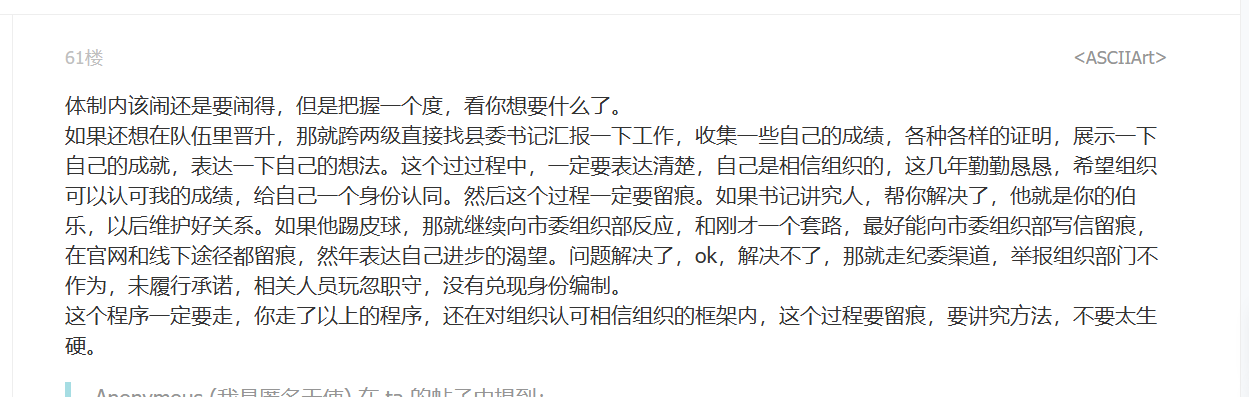 61楼
<ASCIIArt>
体制内该闹还是要闹得，但是把握一个度，看你想要什么了。
如果还想在队伍里晋升，那就跨两级直接找县委书记汇报一下工作，收集一些自己的成绩，各种各样的证明，展示一下
自己的成就，表达一下自己的想法。这个过过程中，一定要表达清楚，自己是相信组织的，这几年勤勤恳恳，希望组织
可以认可我的成绩，给自己一个身份认同。然后这个过程一定要留痕。如果书记讲究人，帮你解决了，他就是你的伯
乐，以后维护好关系。如果他踢皮球，那就继续向市委组织部反应，和刚才一个套路，最好能向市委组织部写信留痕，
在官网和线下途径都留痕，然年表达自己进步的渴望。问题解决了，ok，解决不了，那就走纪委渠道，举报组织部门不
作为，未履行承诺，相关人员玩忽职守，没有兑现身份编制。
这个程序一定要走，你走了以上的程序，还在对组织认可相信组织的框架内，这个过程要留痕，要讲究方法，不要太生
硬。
Anonymous (我是匿名天使) 在 ta 的帖子中提到：